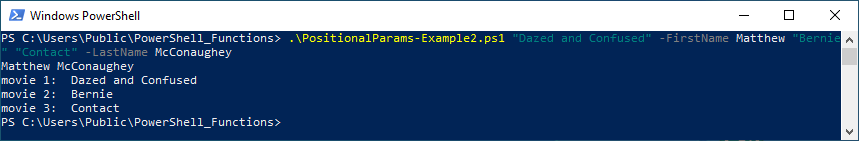 Windows PowerShell
PS C:\Users\Public\PowerShell_Functions> .\PositionalParams-Example2.ps1 "Dazed and Confused" -FirstName Matthew "Bernie
" "Contact" -LastName McConaughey
Matthew McConaughey
movie 1:  Dazed and Confused
movie 2:  Bernie
movie 3:  Contact
PS C:\Users\Public\PowerShell_Functions>